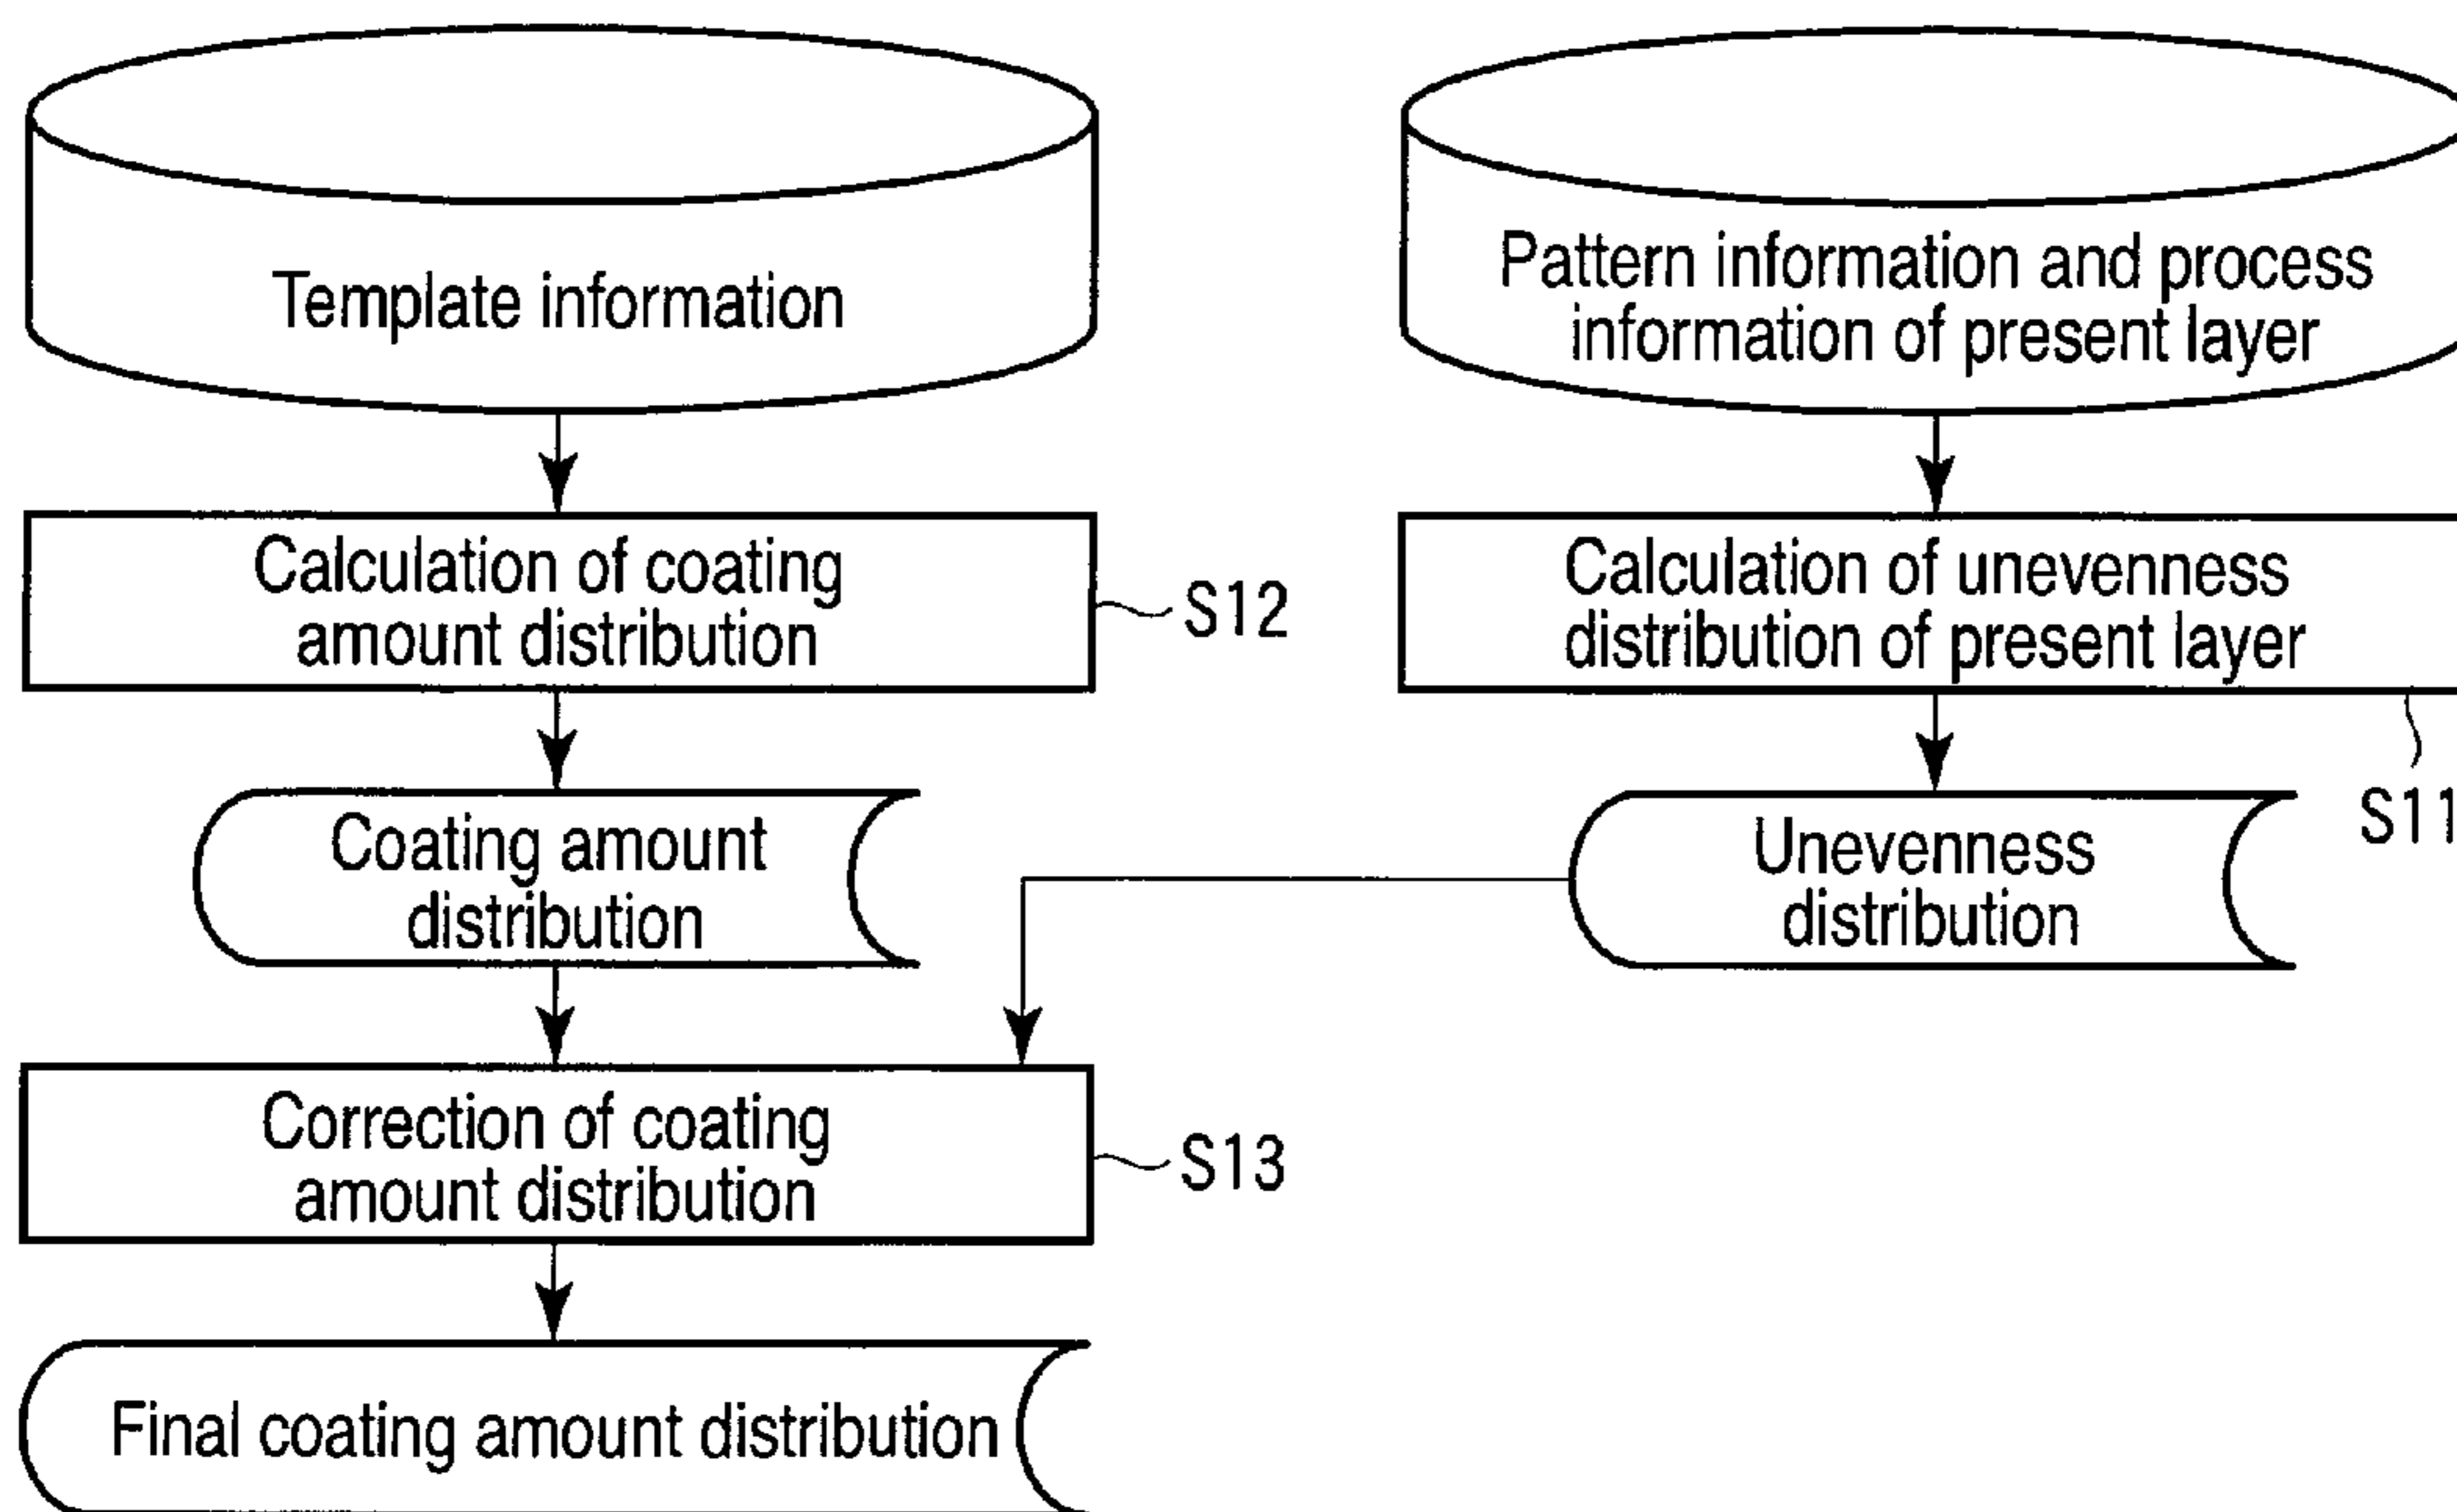 Template information
Pattern information and process
information of present layer
Calculation of coating
amount distribution
S12
Calculation of unevenness
distribution of present layer
S11
Coating amount
distribution
Unevenness
distribution
Correction of coating
amount distribution
S13
Final coating amount distribution